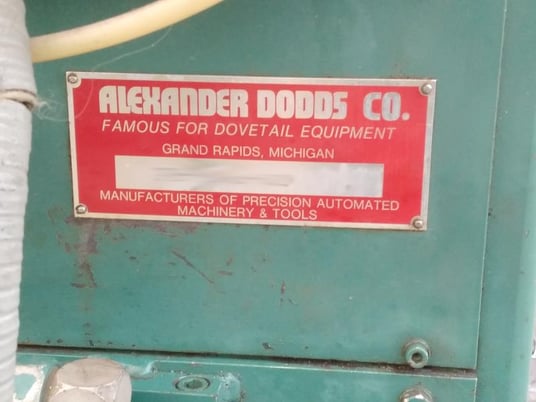 ALEXANDER DODDS CO.
FAMOUS FOR DOVETAIL EQUIPMENT
GRAND RAPIDS, MICHIGAN
MANUFACTURERS OF PRECISION AUTOMATED
MACHINERY & TOOLS